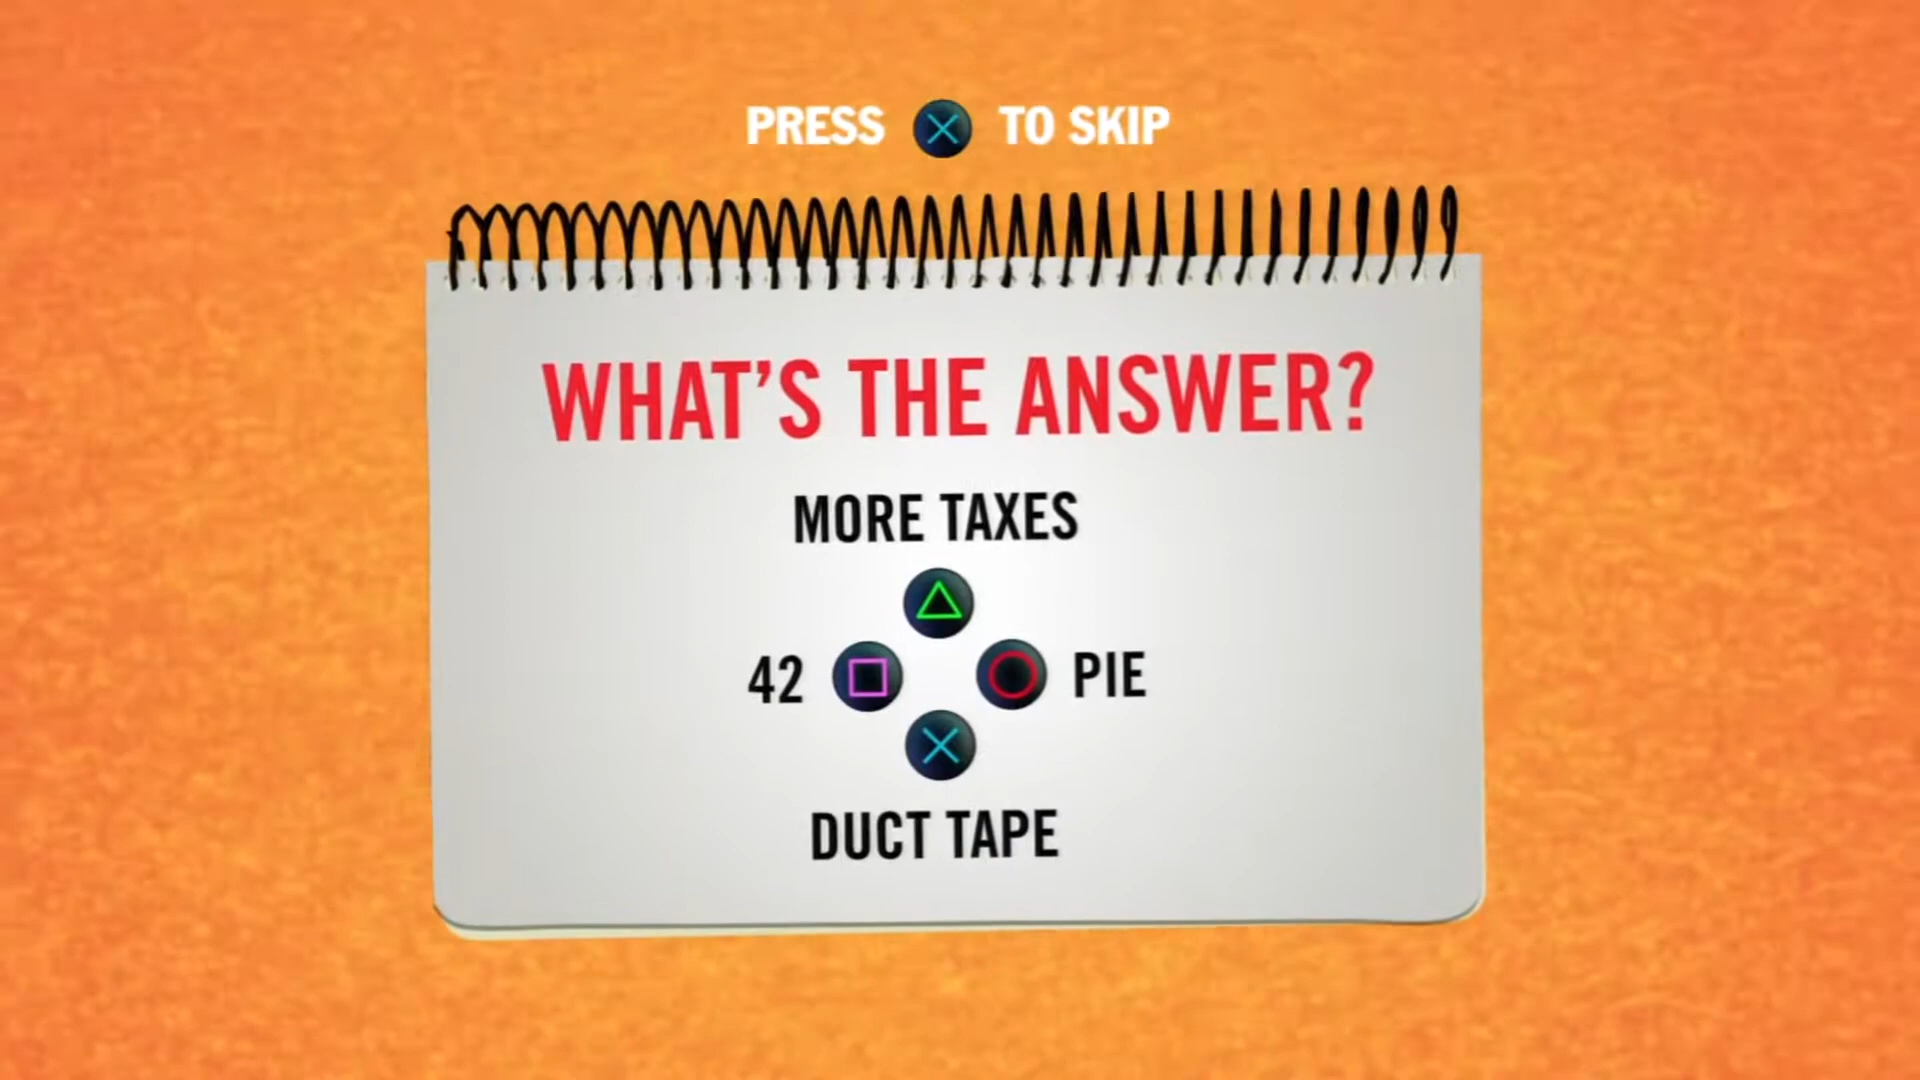 PRESS TO SKIP
WHAT'S THE ANSWER?
MORE TAXES
42 PIE
DUCT TAPE